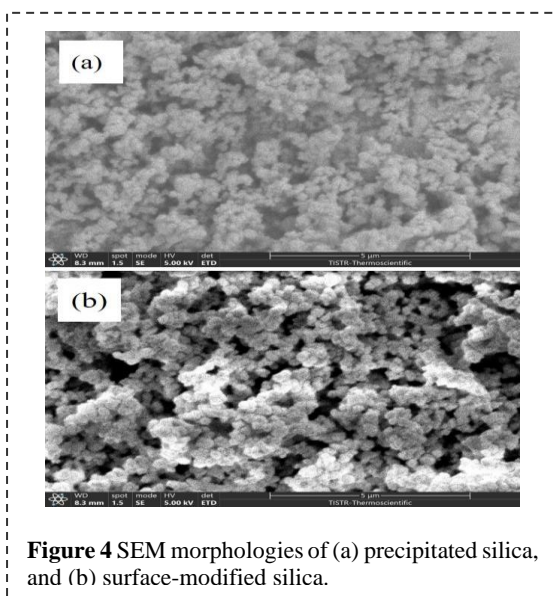 (a)
WD spot mode HV det
8.3 mm 1.5 SE 5.00 kV ETD
5 µm
TISTR-Thermoscientific
(b)
WD spot mode HV det
8.3 mm 1.5 SE 5.00 kV ETD
5 µm
TISTR-Thermoscientific
Figure 4 SEM morphologies of (a) precipitated silica,
and (b) surface-modified silica.